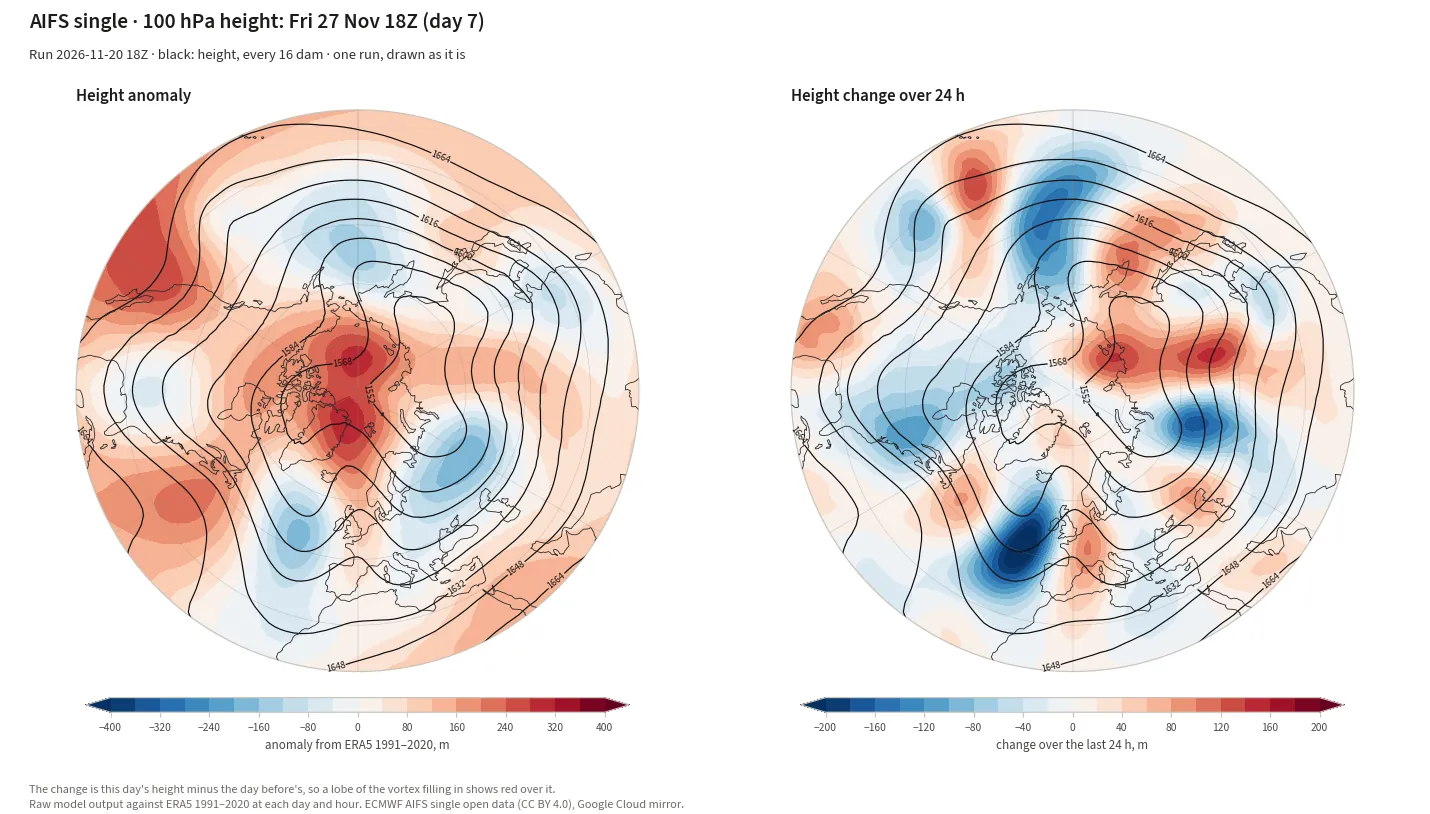 AIFS single · 100 hPa height: Fri 27 Nov 18Z (day 7)
Run 2026-11-20 18Z · black: height, every 16 dam · one run, drawn as it is
Height anomaly
Height change over 24 h
1664
1616
1600
1584
1568
1552
1648
1632
1664
1648
1664
1616
1600
1584
1568
1552
1648
1632
1664
1648
−400 −320 −240 −160 −80 0 80 160 240 320 400
anomaly from ERA5 1991–2020, m
−200 −160 −120 −80 −40 0 40 80 120 160 200
change over the last 24 h, m
The change is this day's height minus the day before's, so a lobe of the vortex filling in shows red over it.
Raw model output against ERA5 1991–2020 at each day and hour. ECMWF AIFS single open data (CC BY 4.0), Google Cloud mirror.